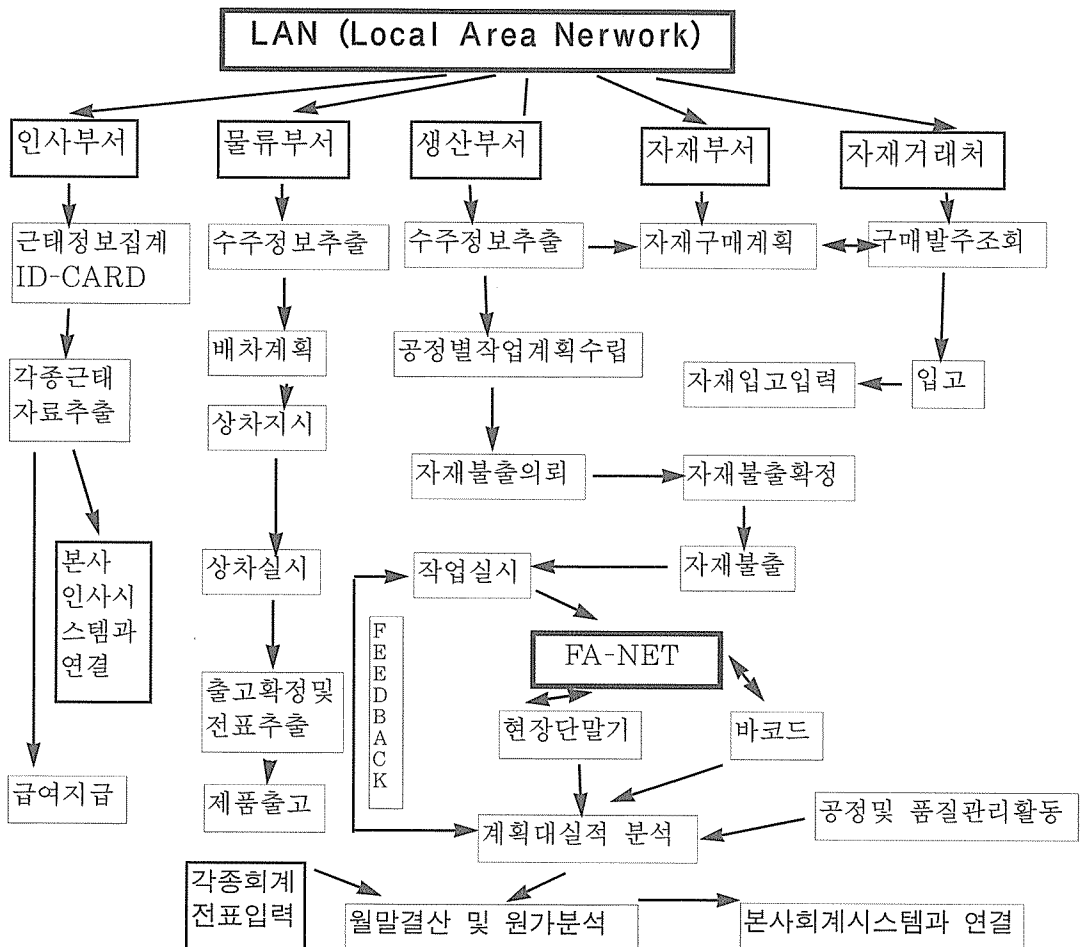 LAN (Local Area Nerwork)
인사부서
물류부서
생산부서
자재부서
자재거래처
근태정보집계
ID-CARD
수주정보추출
수주정보추출
자재구매계획
구매발주조회
배차계획
공정별작업계획수립
각종근태
자료추출
자재입고입력
입고
상차지시
자재불출의뢰
자재불출확정
본사
인사시
스템과
연결
상차실시
작업실시
자재불출
FEEDBACK
FA-NET
출고확정및
전표추출
현장단말기
바코드
급여지급
제품출고
계획대실적 분석
공정및 품질관리활동
각종회계
전표입력
월말결산 및 원가분석
본사회계시스템과 연결